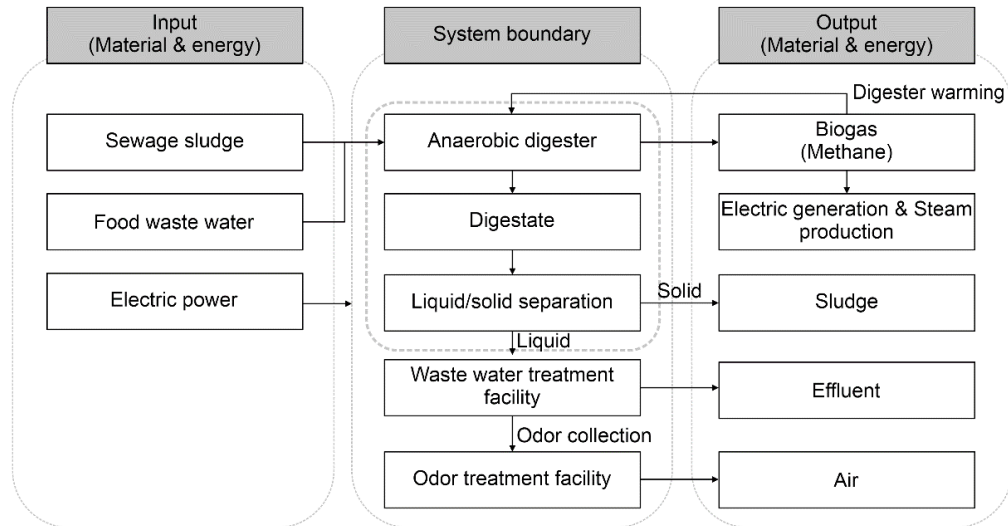 Input
(Material & energy)
System boundary
Output
(Material & energy)
Digester warming
Sewage sludge
Anaerobic digester
Biogas
(Methane)
Food waste water
Digestate
Electric generation & Steam
production
Electric power
Liquid/solid separation
Solid
Sludge
Liquid
Waste water treatment
facility
Effluent
Odor collection
Odor treatment facility
Air